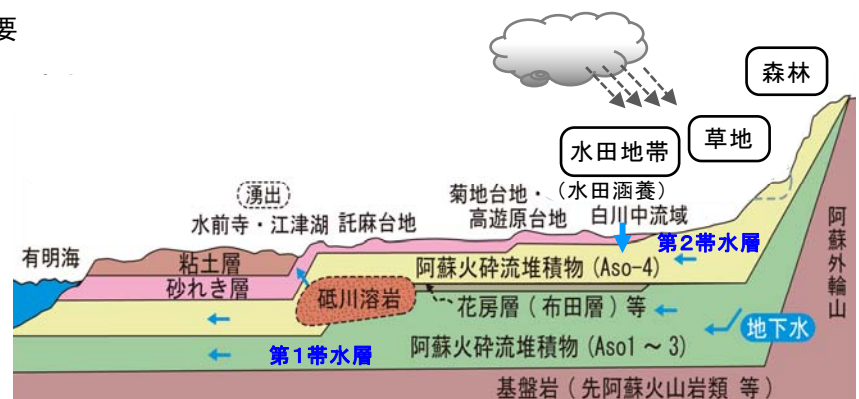 要
森林
草地
水田地帯
(水田涵養)
白川中流域
菊池台地・
高遊原台地
湧出
水前寺・江津湖
託麻台地
有明海
第2帯水層
粘土層
砂れき層
砥川溶岩
阿蘇火砕流堆積物 (Aso-4)
花房層 ( 布田層 ) 等
地下水
第1帯水層
阿蘇火砕流堆積物 (Aso1 ~ 3)
基盤岩 ( 先阿蘇火山岩類 等 )
阿蘇外輪山